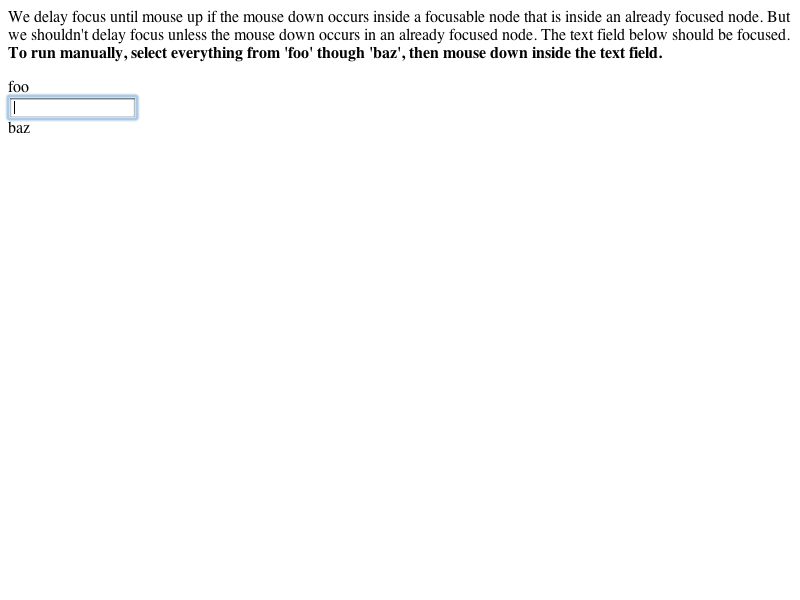 We delay focus until mouse up if the mouse down occurs inside a focusable node that is inside an already focused node. But
we shouldn't delay focus unless the mouse down occurs in an already focused node. The text field below should be focused.
To run manually, select everything from 'foo' though 'baz', then mouse down inside the text field.
foo
baz